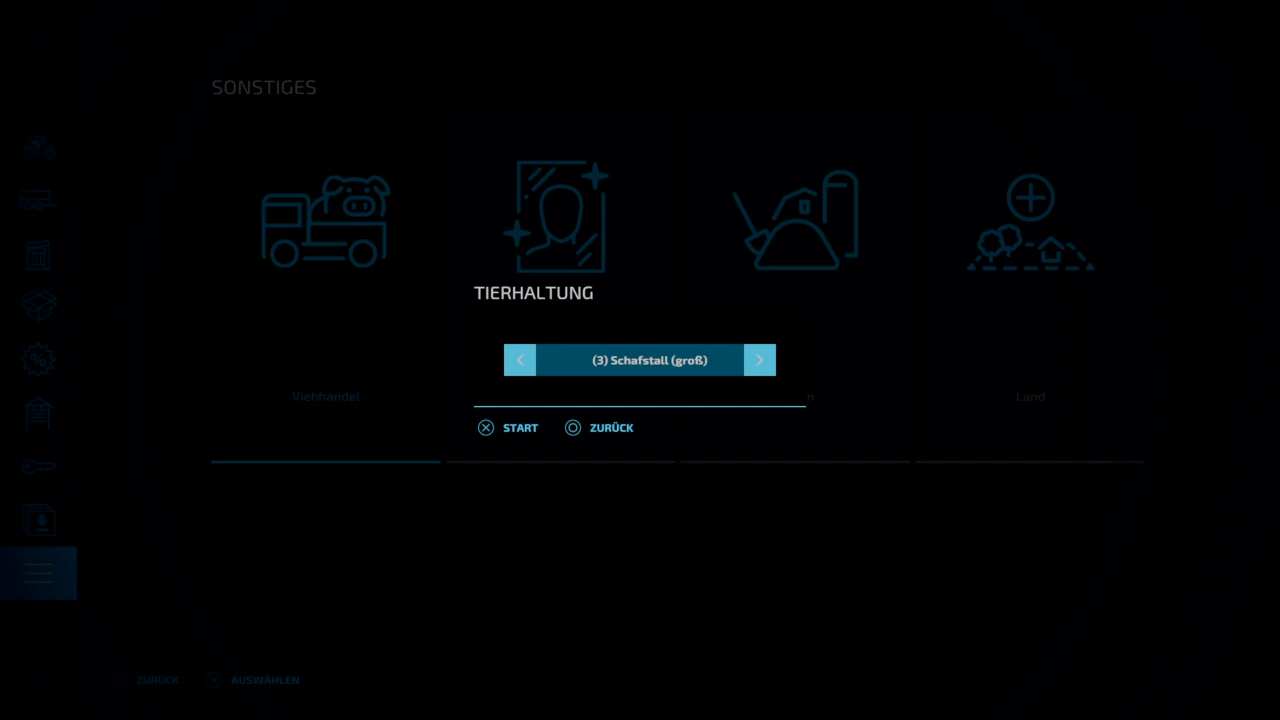 SONSTIGES
TIERHALTUNG
(3) Schafstall (groß)
Viehhandel
Land
START
ZURÜCK
ZURÜCK
AUSWÄHLEN